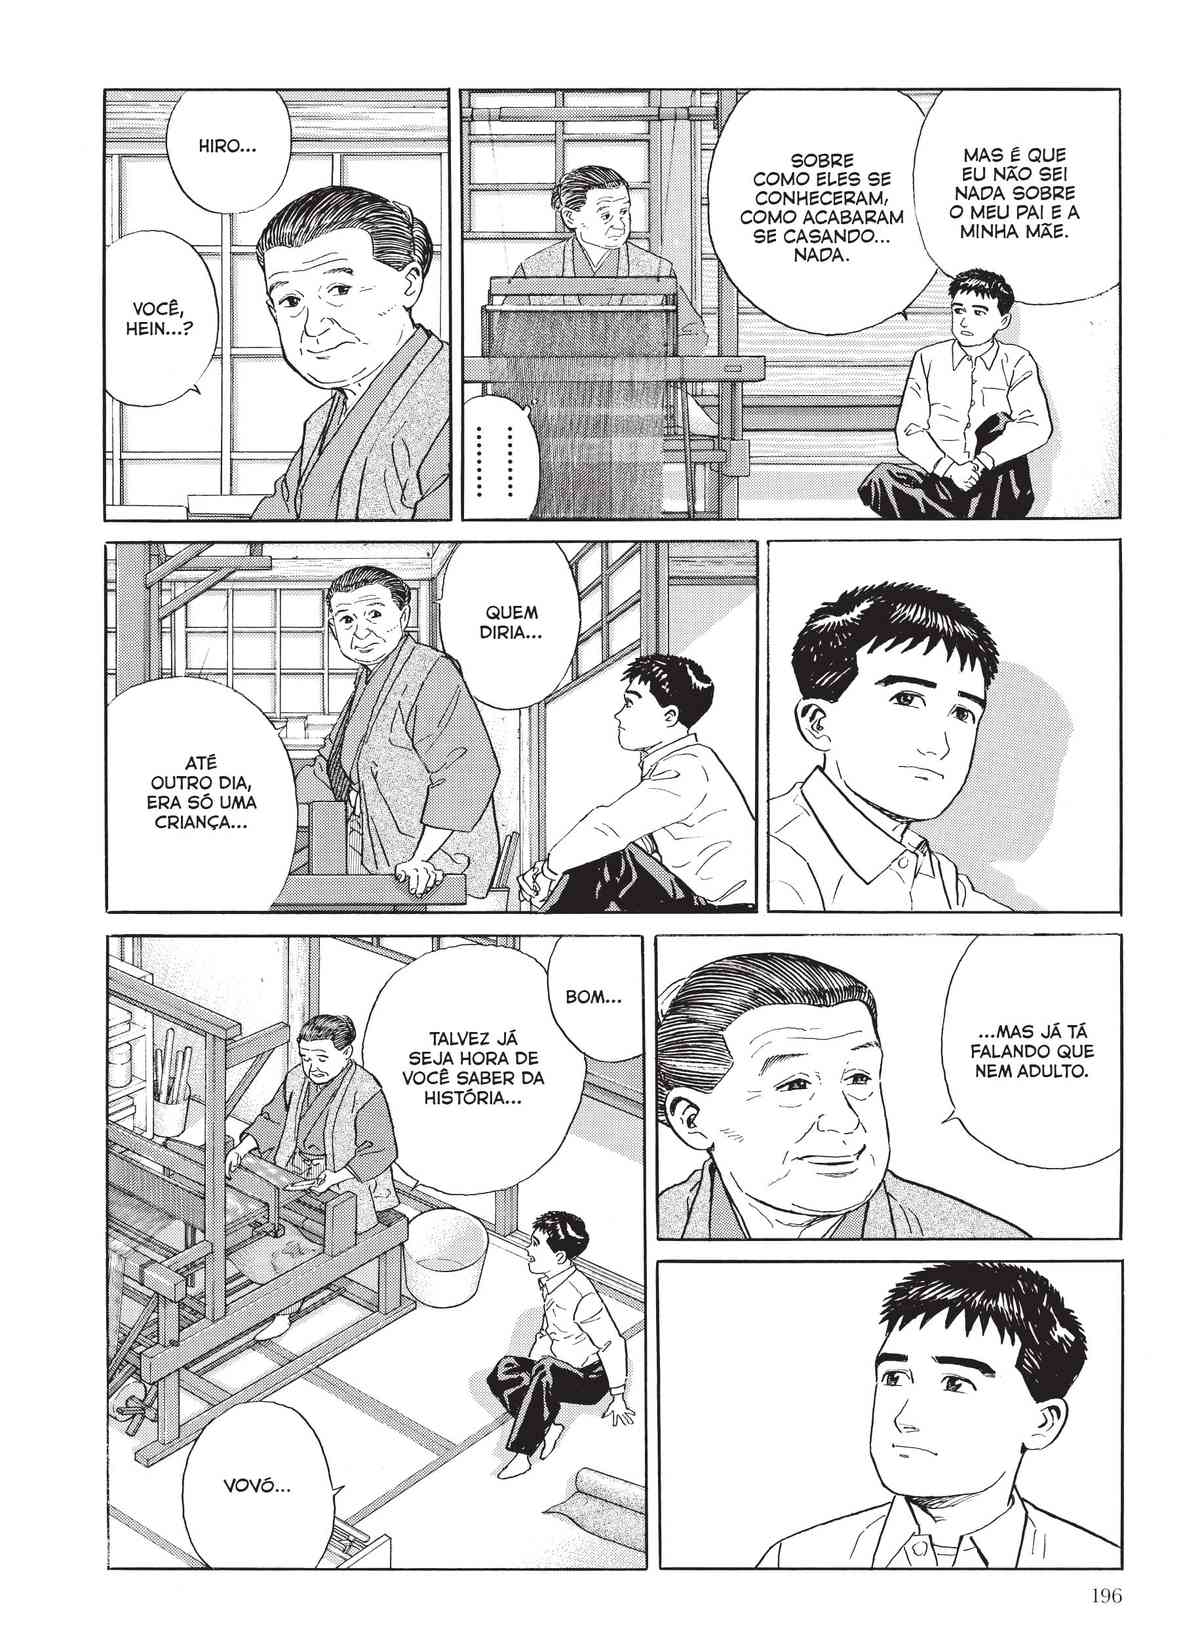 MAS É QUE
EU NÃO SEI
NADA SOBRE
O MEU PAI E A
MINHA MÃE.
SOBRE
COMO ELES SE
CONHECERAM,
COMO ACABARAM
SE CASANDO...
NADA.
HIRO...
VOCÊ,
HEIN...?
QUEM
DIRIA...
ATÉ
OUTRO DIA,
ERA SÓ UMA
CRIANÇA...
...MAS JÁ TÁ
FALANDO QUE
NEM ADULTO.
BOM...
TALVEZ JÁ
SEJA HORA DE
VOCÊ SABER DA
HISTÓRIA...
VOVÓ...
196